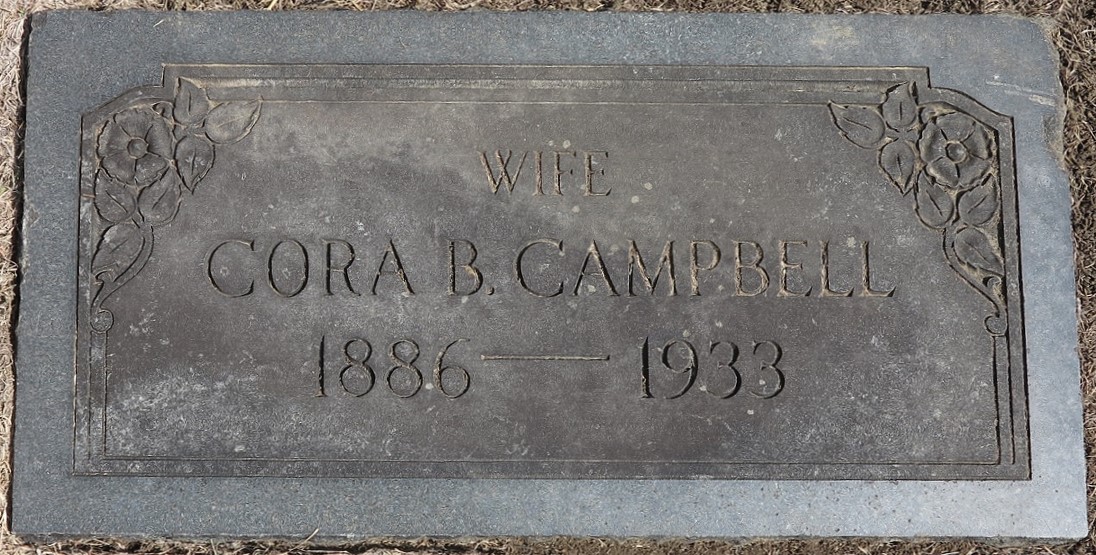 WIFE
CORA B. CAMPBELL
1886 — 1933